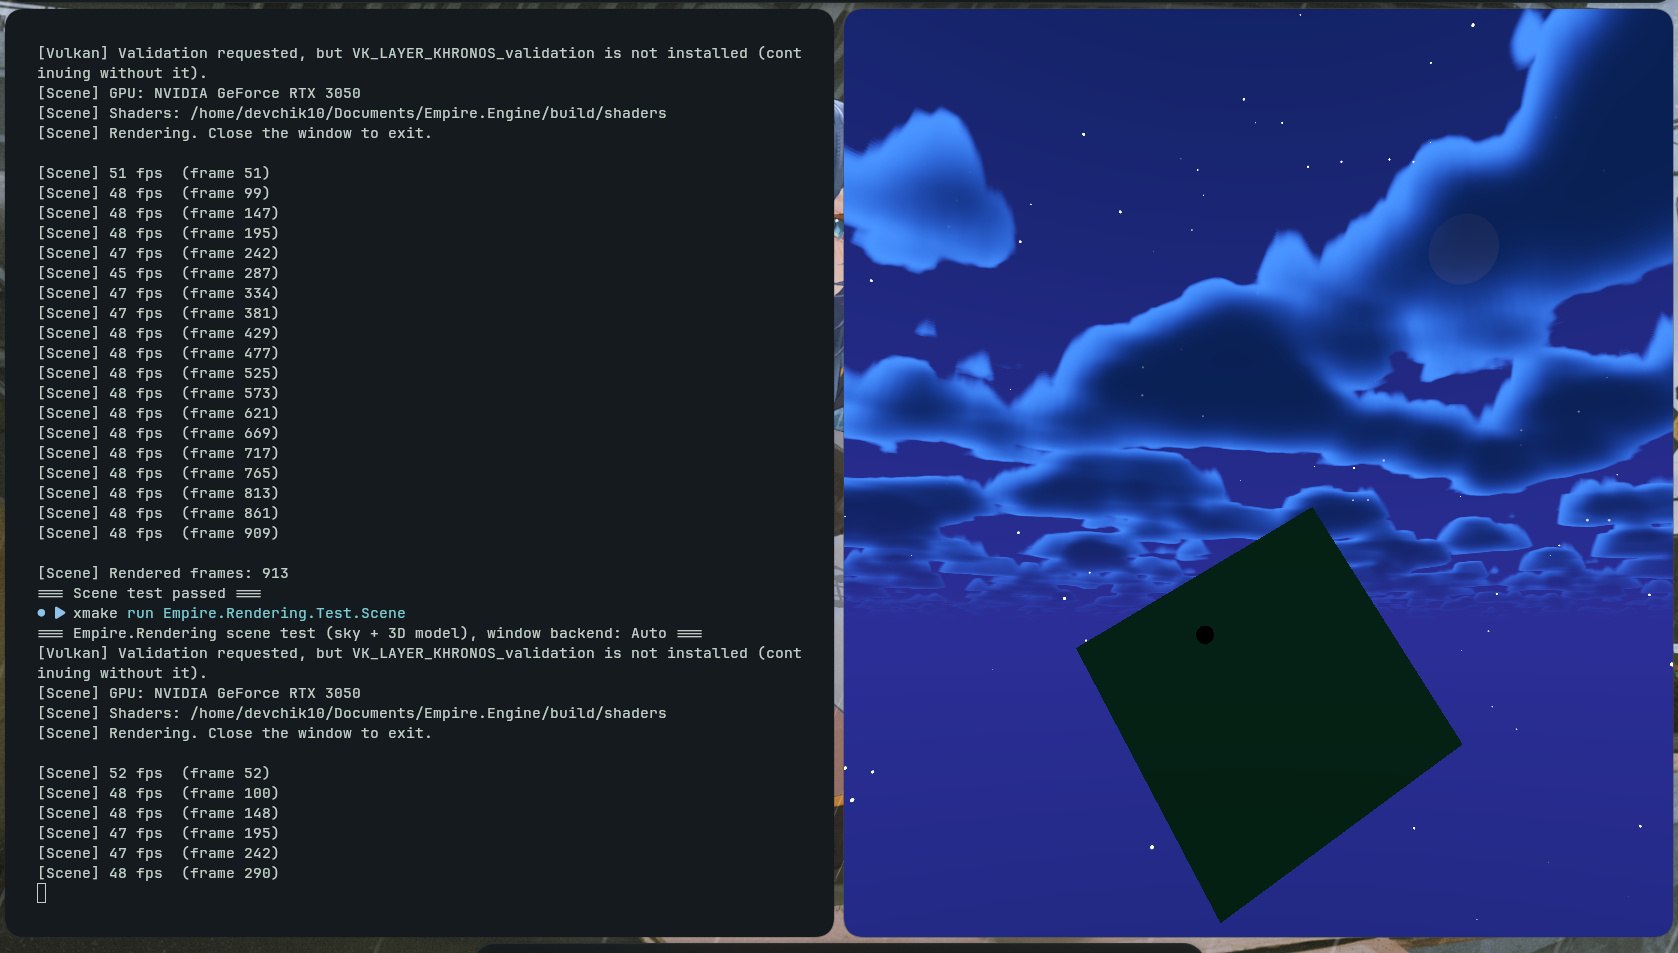 [Vulkan] Validation requested, but VK_LAYER_KHRONOS_validation is not installed (cont
inuing without it).
[Scene] GPU: NVIDIA GeForce RTX 3050
[Scene] Shaders: /home/devchik10/Documents/Empire.Engine/build/shaders
[Scene] Rendering. Close the window to exit.
[Scene] 51 fps  (frame 51)
[Scene] 48 fps  (frame 99)
[Scene] 48 fps  (frame 147)
[Scene] 48 fps  (frame 195)
[Scene] 47 fps  (frame 242)
[Scene] 45 fps  (frame 287)
[Scene] 47 fps  (frame 334)
[Scene] 47 fps  (frame 381)
[Scene] 48 fps  (frame 429)
[Scene] 48 fps  (frame 477)
[Scene] 48 fps  (frame 525)
[Scene] 48 fps  (frame 573)
[Scene] 48 fps  (frame 621)
[Scene] 48 fps  (frame 669)
[Scene] 48 fps  (frame 717)
[Scene] 48 fps  (frame 765)
[Scene] 48 fps  (frame 813)
[Scene] 48 fps  (frame 861)
[Scene] 48 fps  (frame 909)
[Scene] Rendered frames: 913
=== Scene test passed ===
xmake run Empire.Rendering.Test.Scene
=== Empire.Rendering scene test (sky + 3D model), window backend: Auto ===
[Vulkan] Validation requested, but VK_LAYER_KHRONOS_validation is not installed (cont
inuing without it).
[Scene] GPU: NVIDIA GeForce RTX 3050
[Scene] Shaders: /home/devchik10/Documents/Empire.Engine/build/shaders
[Scene] Rendering. Close the window to exit.
[Scene] 52 fps  (frame 52)
[Scene] 48 fps  (frame 100)
[Scene] 48 fps  (frame 148)
[Scene] 47 fps  (frame 195)
[Scene] 47 fps  (frame 242)
[Scene] 48 fps  (frame 290)